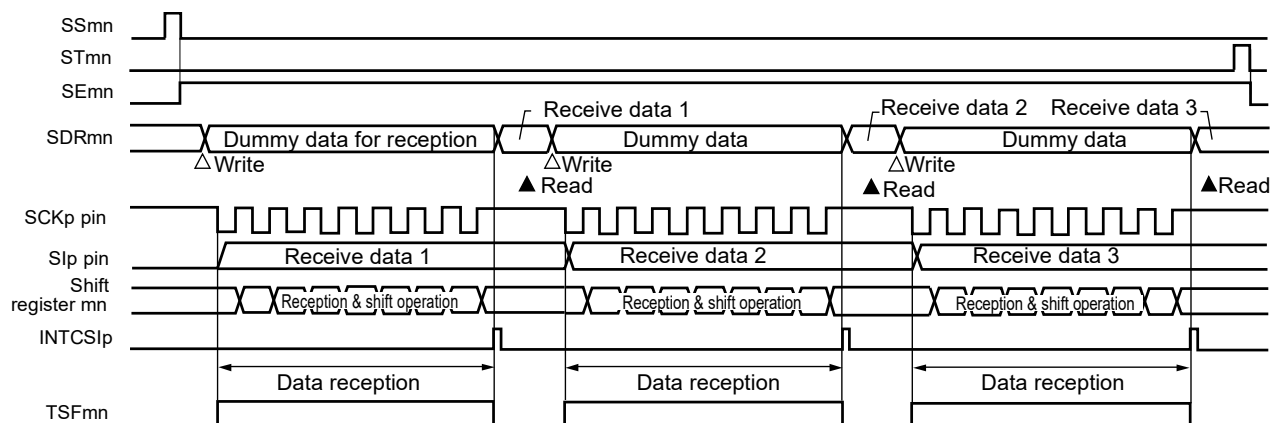 SSmn
STmn
SEmn
Receive data 1 Receive data 2 Receive data 3
SDRmn Dummy data for reception Dummy data Dummy data
△Write △Write △Write
▲Read ▲Read ▲Read
SCKp pin
SIp pin Receive data 1 Receive data 2 Receive data 3
Shift
register mn Reception & shift operation Reception & shift operation Reception & shift operation
INTCSIp
Data reception Data reception Data reception
TSFmn